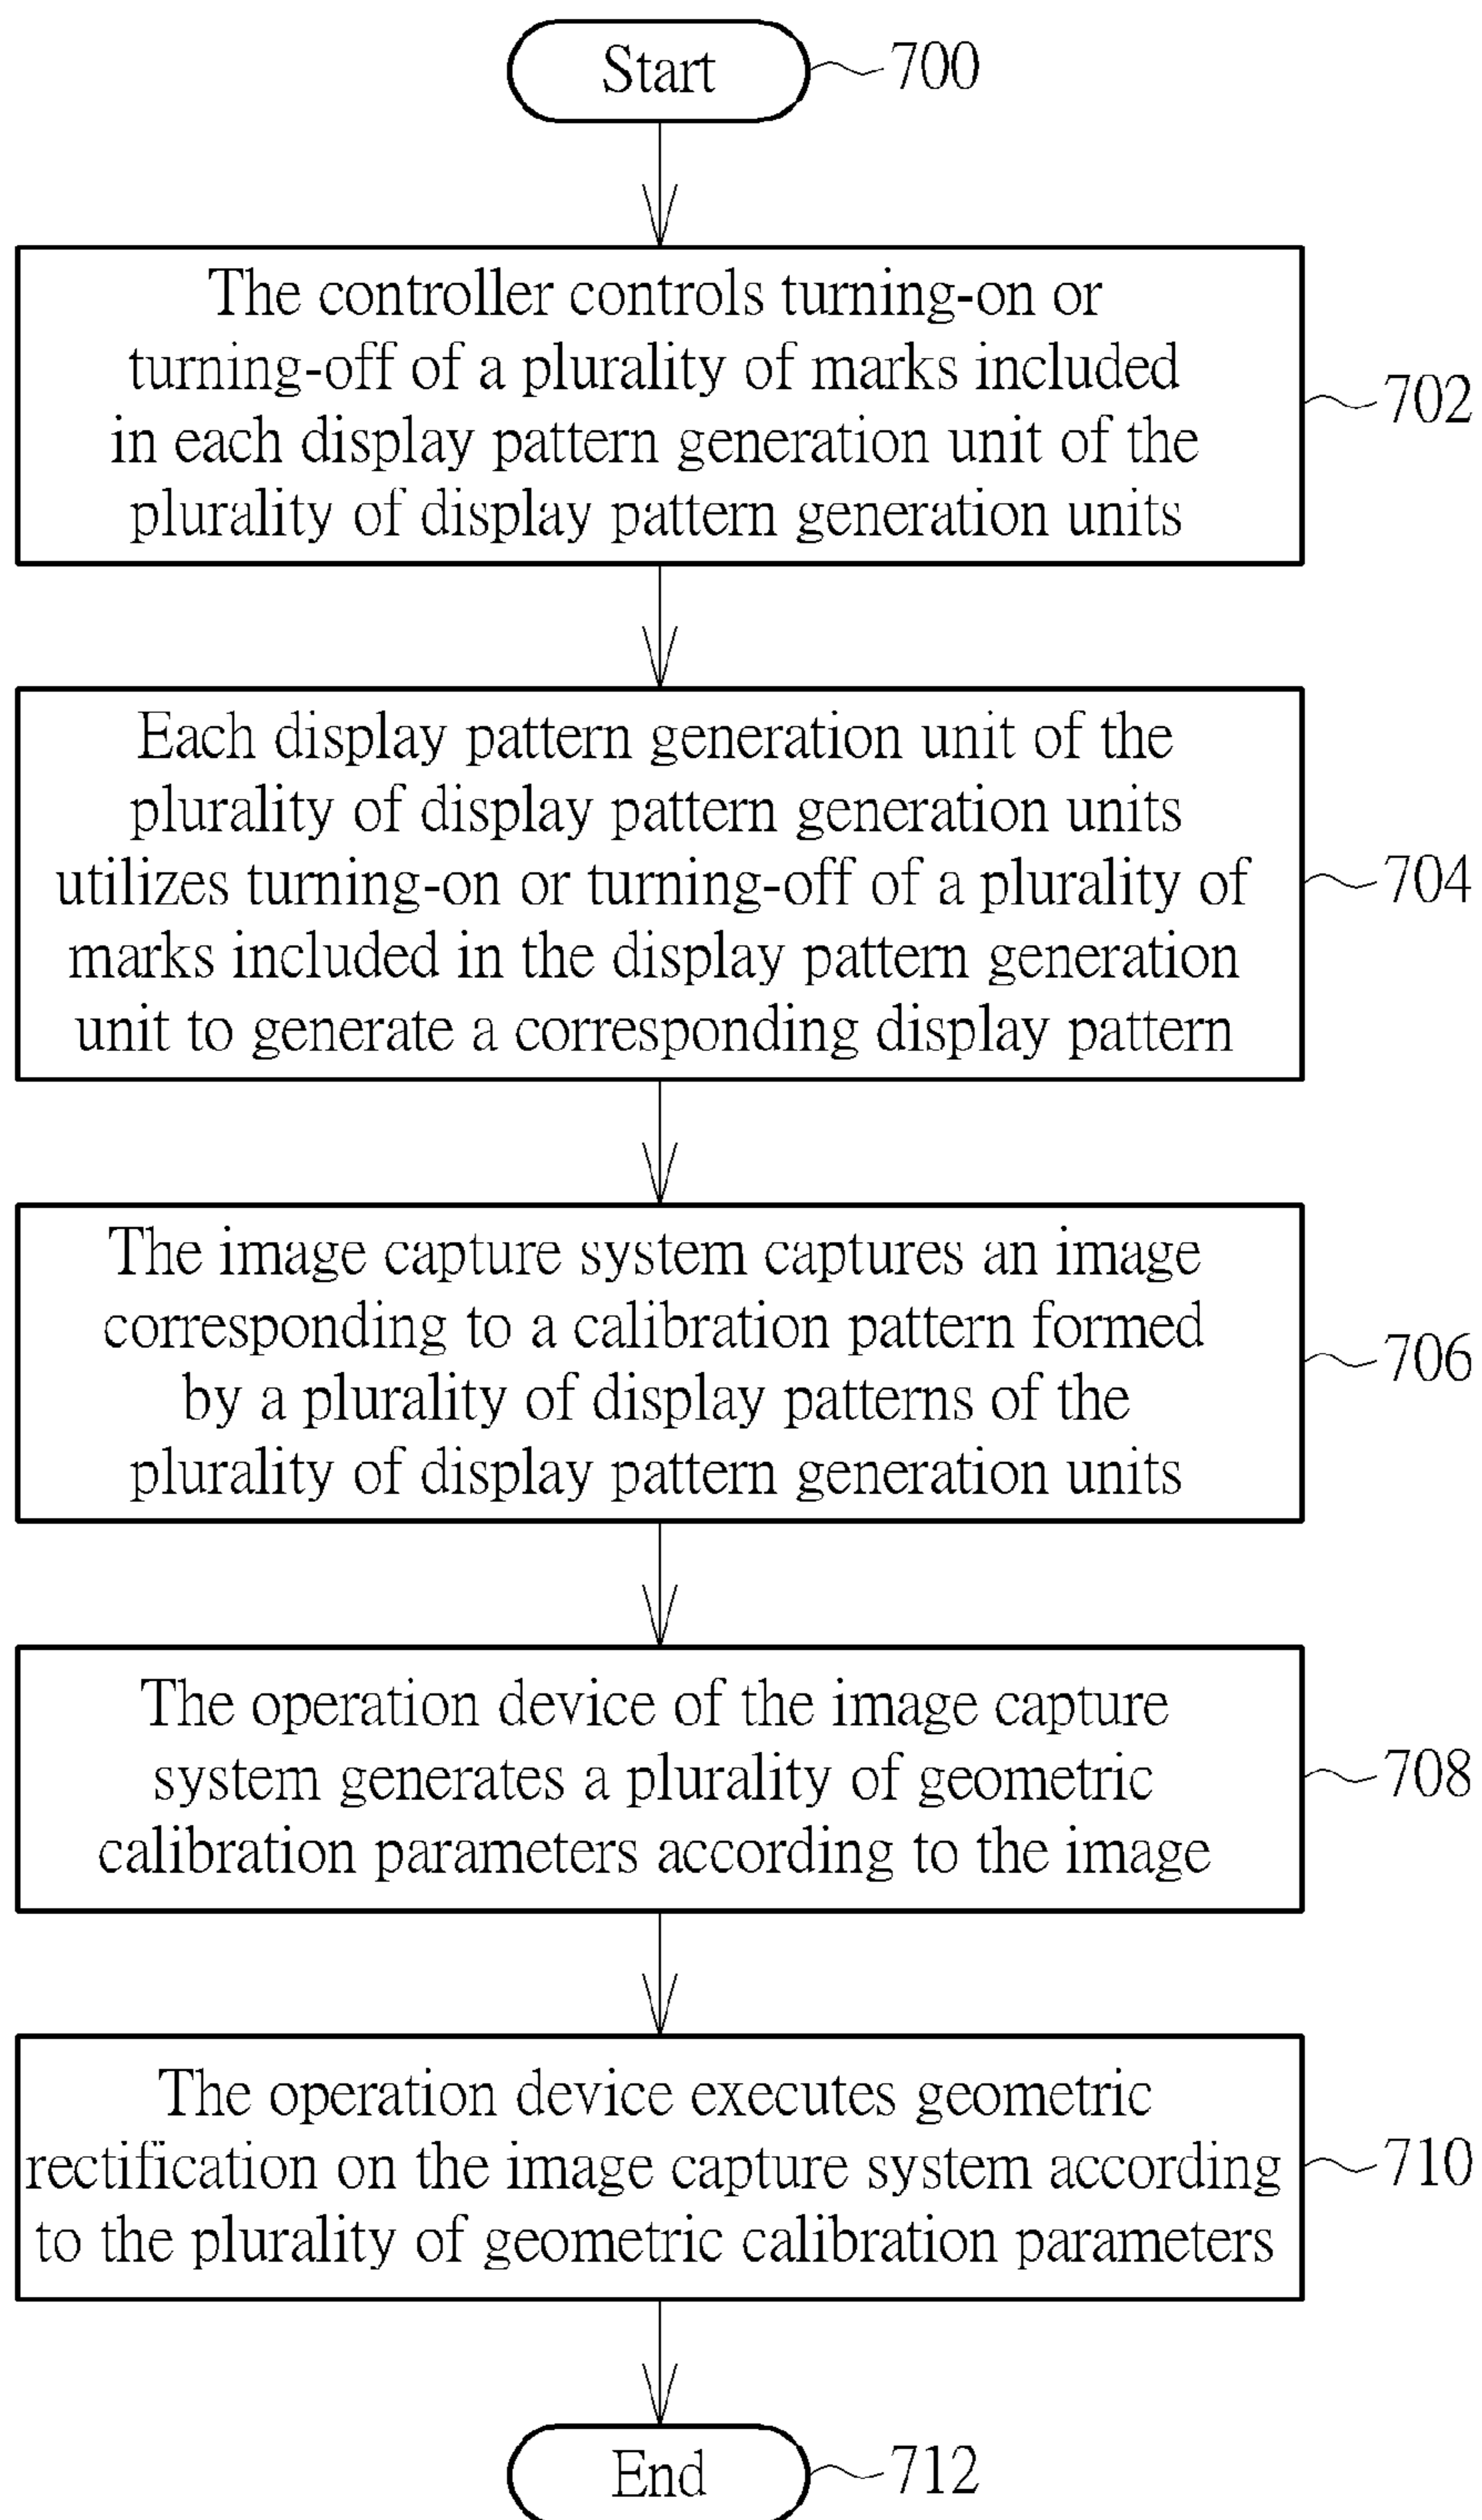 Start
700
The controller controls turning-on or
turning-off of a plurality of marks included
in each display pattern generation unit of the
plurality of display pattern generation units
702
Each display pattern generation unit of the
plurality of display pattern generation units
utilizes turning-on or turning-off of a plurality of
marks included in the display pattern generation
unit to generate a corresponding display pattern
704
The image capture system captures an image
corresponding to a calibration pattern formed
by a plurality of display patterns of the
plurality of display pattern generation units
706
The operation device of the image capture
system generates a plurality of geometric
calibration parameters according to the image
708
The operation device executes geometric
rectification on the image capture system according
to the plurality of geometric calibration parameters
710
End
712